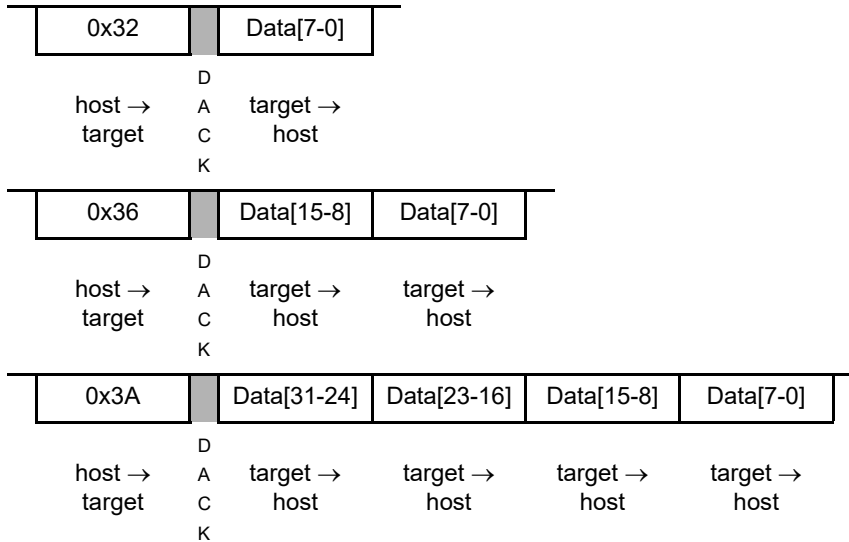 0x32 Data[7-0]
D
host → A target →
target C host
K
0x36 Data[15-8] Data[7-0]
D
host → A target → target →
target C host host
K
0x3A Data[31-24] Data[23-16] Data[15-8] Data[7-0]
D
host → A target → target → target → target →
target C host host host host
K